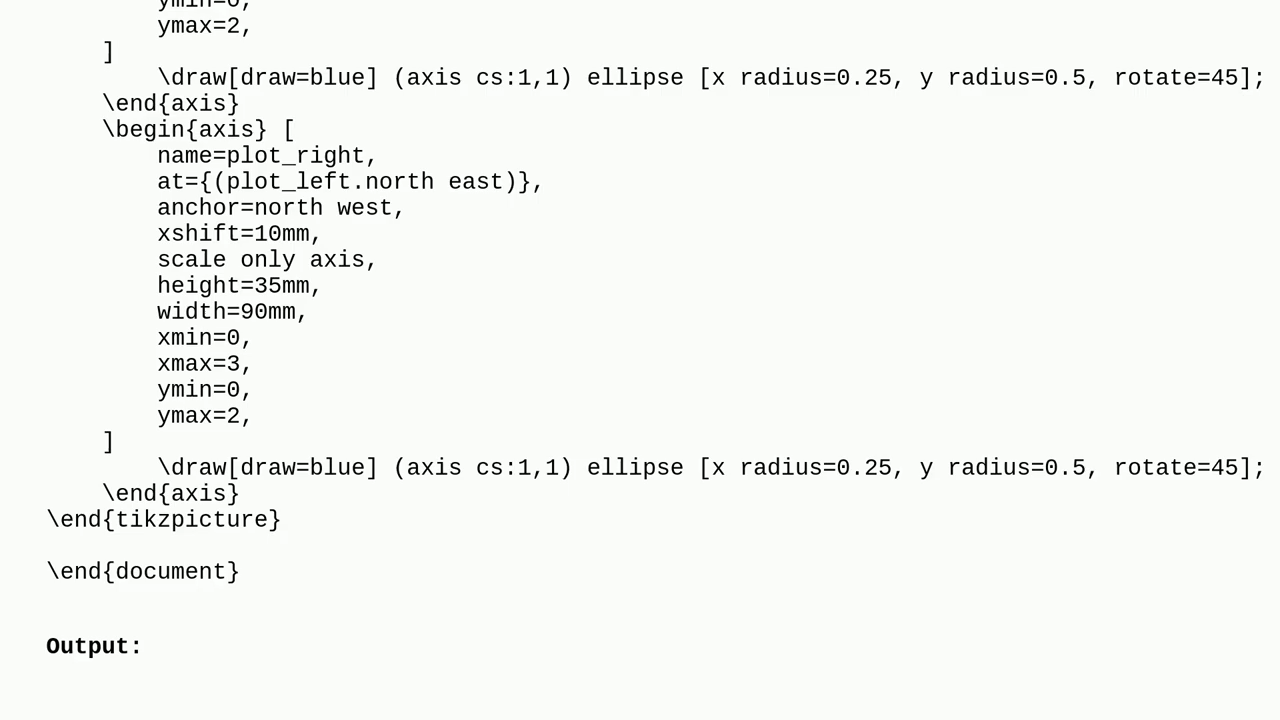 ymin=0,
ymax=2,
]
\draw[draw=blue] (axis cs:1,1) ellipse [x radius=0.25, y radius=0.5, rotate=45];
\end{axis}
\begin{axis} [
name=plot_right,
at={(plot_left.north east)},
anchor=north west,
xshift=10mm,
scale only axis,
height=35mm,
width=90mm,
xmin=0,
xmax=3,
ymin=0,
ymax=2,
]
\draw[draw=blue] (axis cs:1,1) ellipse [x radius=0.25, y radius=0.5, rotate=45];
\end{axis}
\end{tikzpicture}
\end{document}
Output: